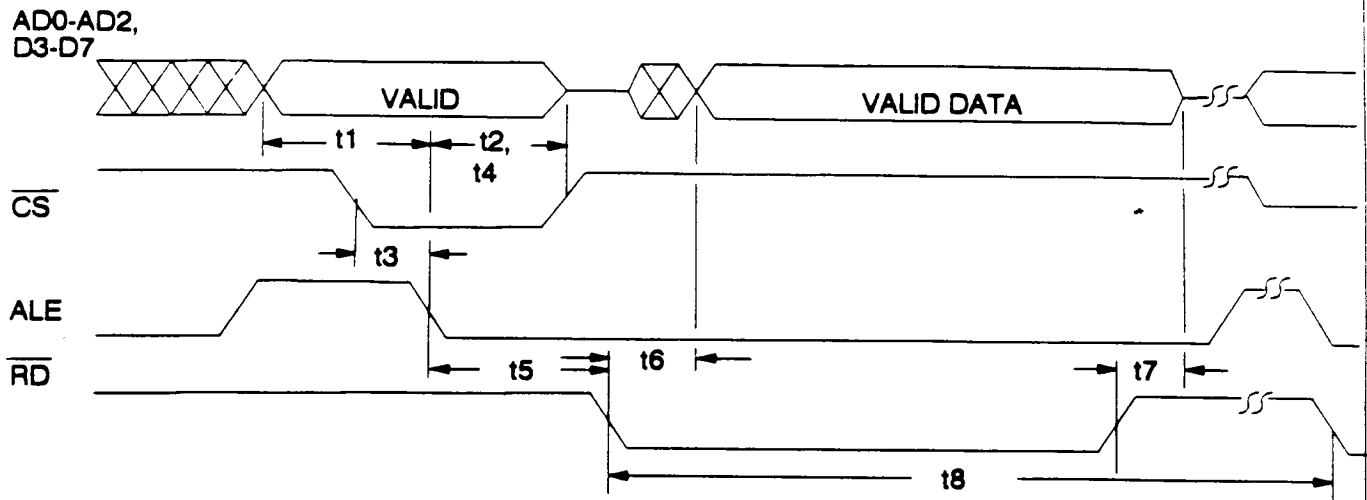 AD0-AD2,
D3-D7
VALID
VALID DATA
t1
t2,
t4
CS
t3
ALE
RD
t5
t6
t7
t8